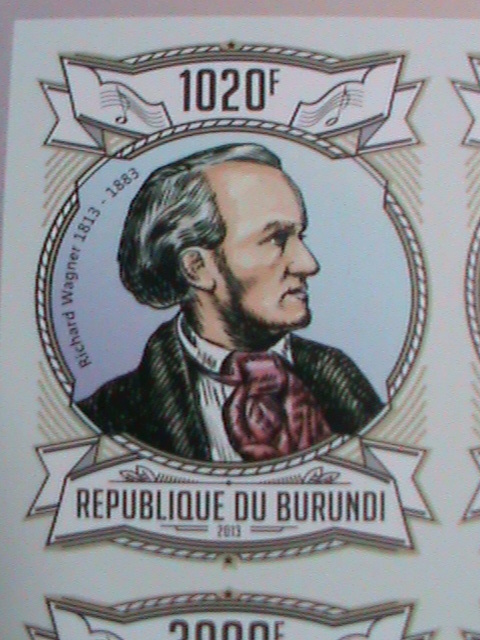 1020F
Richard Wagner 1813 - 1883
REPUBLIQUE DU BURUNDI
2013